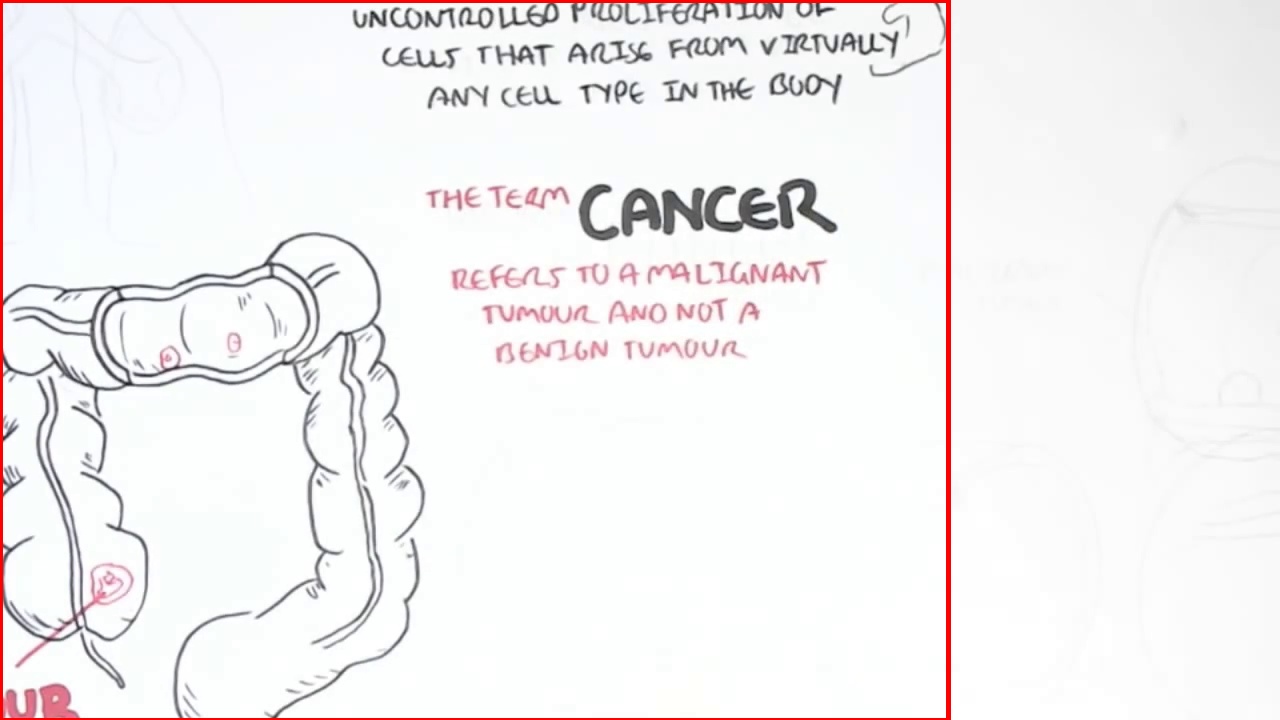 UNCONTROLLED PROLIFERATION OF
CELLS THAT ARISE FROM VIRTUALLY
ANY CELL TYPE IN THE BODY
THE TERM CANCER
REFERS TO A MALIGNANT
TUMOUR AND NOT A
BENIGN TUMOUR
OUR